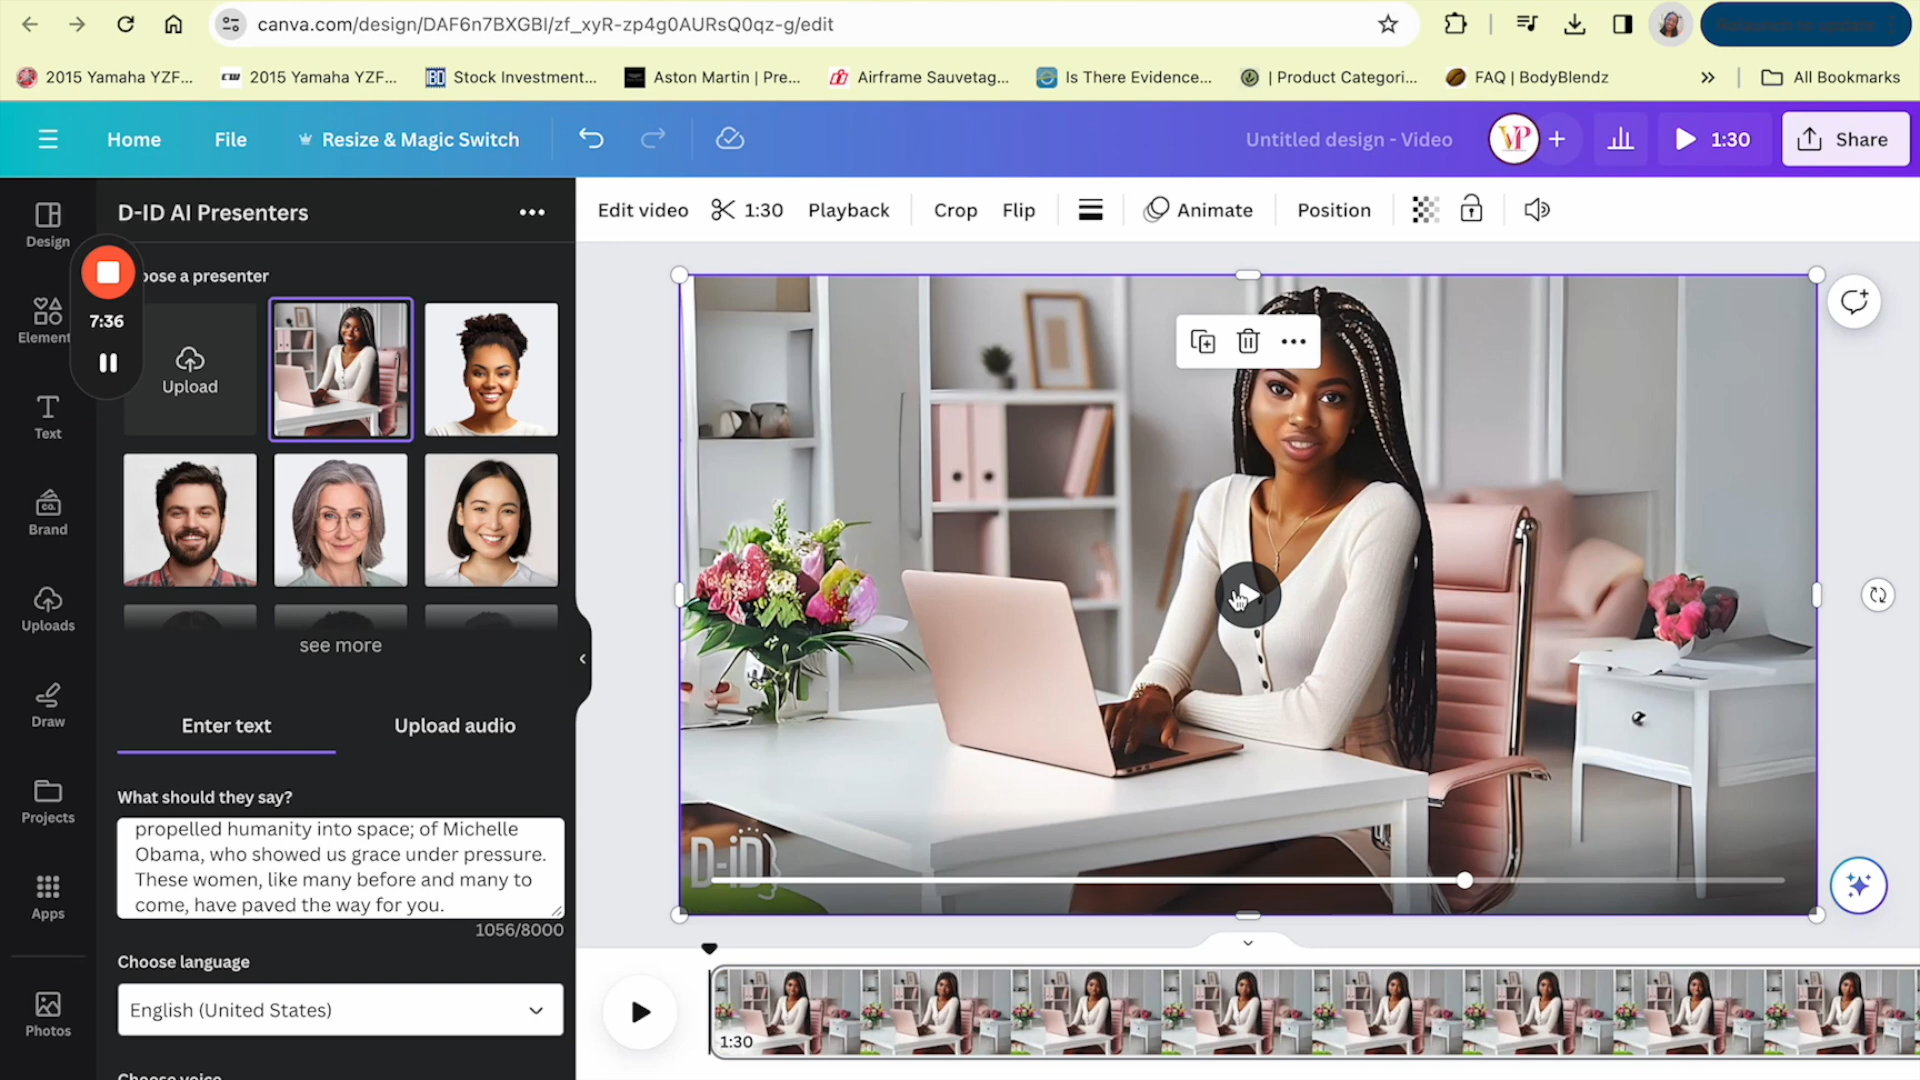 canva.com/design/DAF6n7BXGBI/zf_xyR-zp4g0AURsQ0qz-g/edit
2015 Yamaha YZF...
2015 Yamaha YZF...
Stock Investment...
Aston Martin | Pre...
Airframe Sauvetag...
Is There Evidence...
| Product Categori...
FAQ | BodyBlendz
»
All Bookmarks
Home
File
Resize & Magic Switch
Untitled design - Video
VP
+
1:30
Share
Edit video
1:30
Playback
Crop
Flip
Animate
Position
D-ID AI Presenters
Design
Element
Text
Brand
Uploads
Draw
Projects
Apps
Photos
7:36
oose a presenter
Upload
see more
Enter text
Upload audio
What should they say?
propelled humanity into space; of Michelle
Obama, who showed us grace under pressure.
These women, like many before and many to
come, have paved the way for you.
1056/8000
Choose language
English (United States)
Choose voice
D-iD
1:30